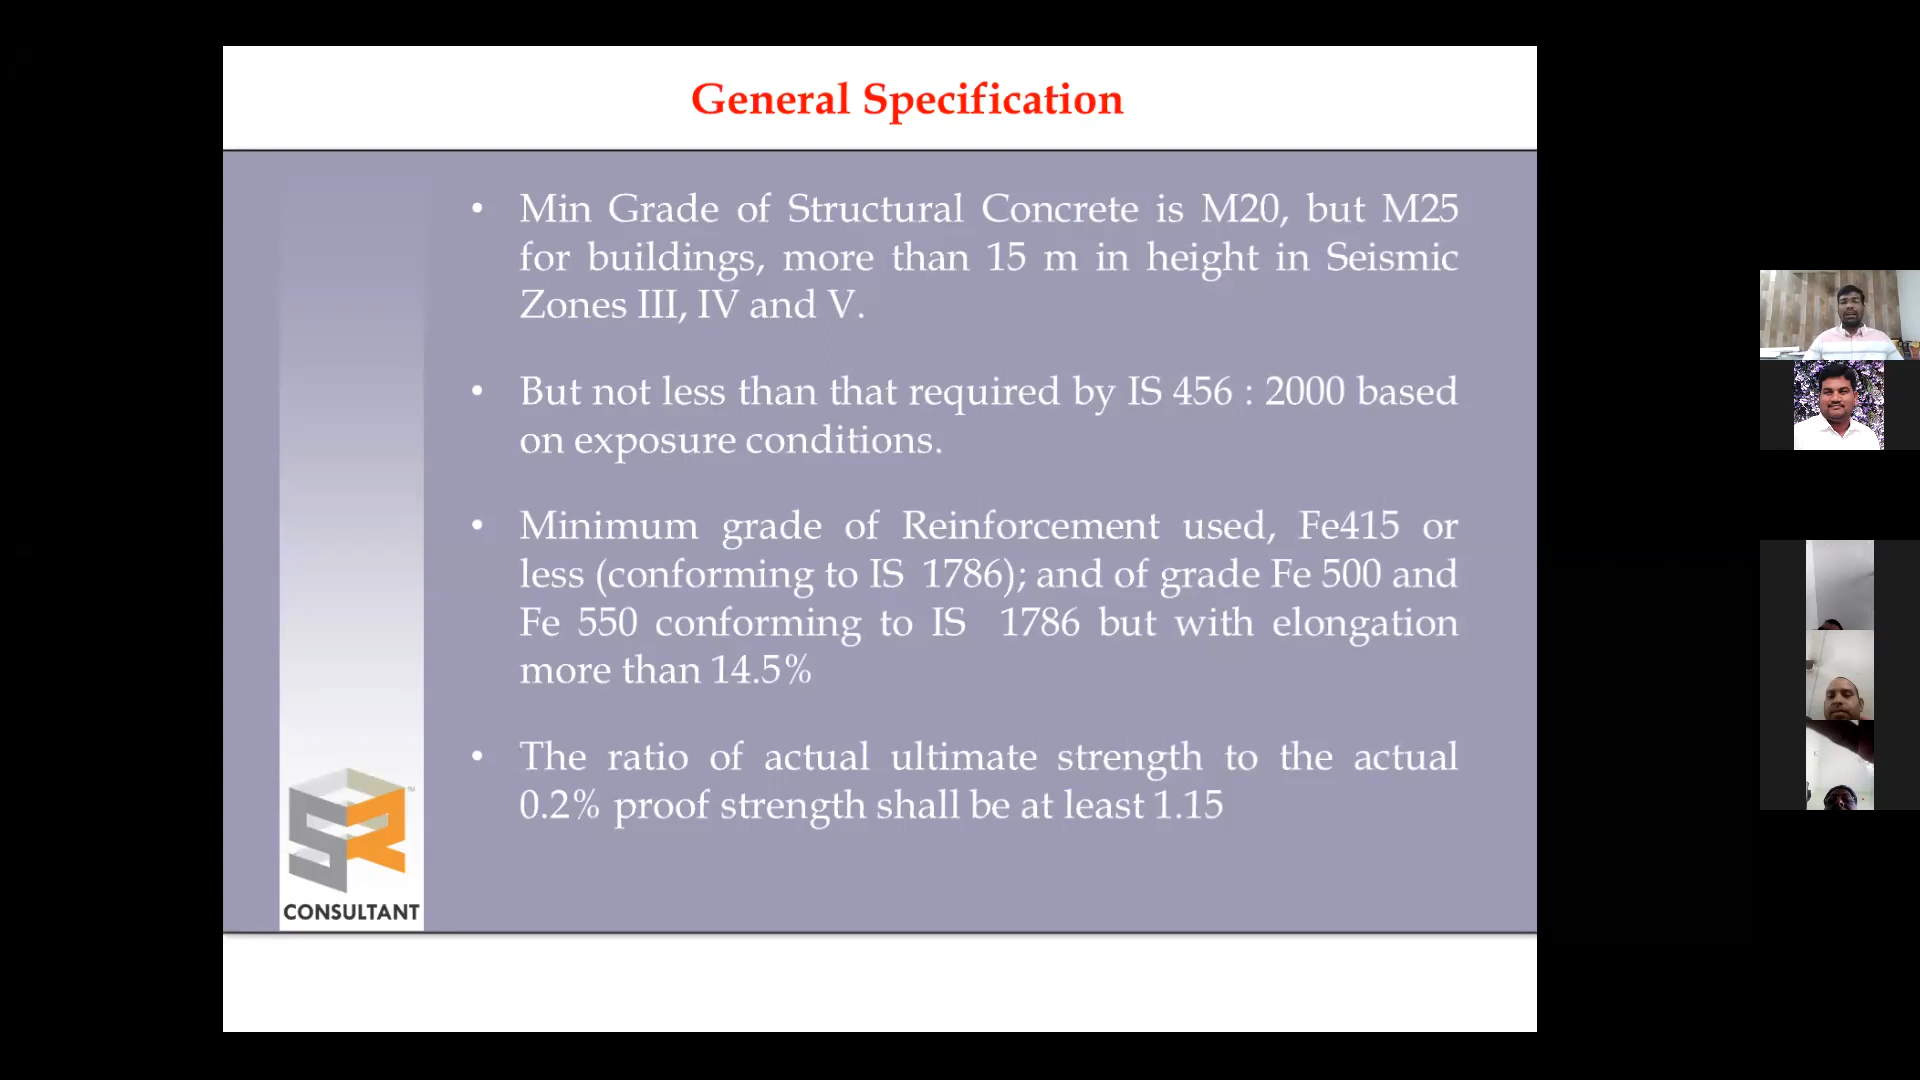 General Specification
• Min Grade of Structural Concrete is M20, but M25
for buildings, more than 15 m in height in Seismic
Zones III, IV and V.
• But not less than that required by IS 456 : 2000 based
on exposure conditions.
• Minimum grade of Reinforcement used, Fe415 or
less (conforming to IS 1786); and of grade Fe 500 and
Fe 550 conforming to IS 1786 but with elongation
more than 14.5%
• The ratio of actual ultimate strength to the actual
0.2% proof strength shall be at least 1.15
SR™
CONSULTANT